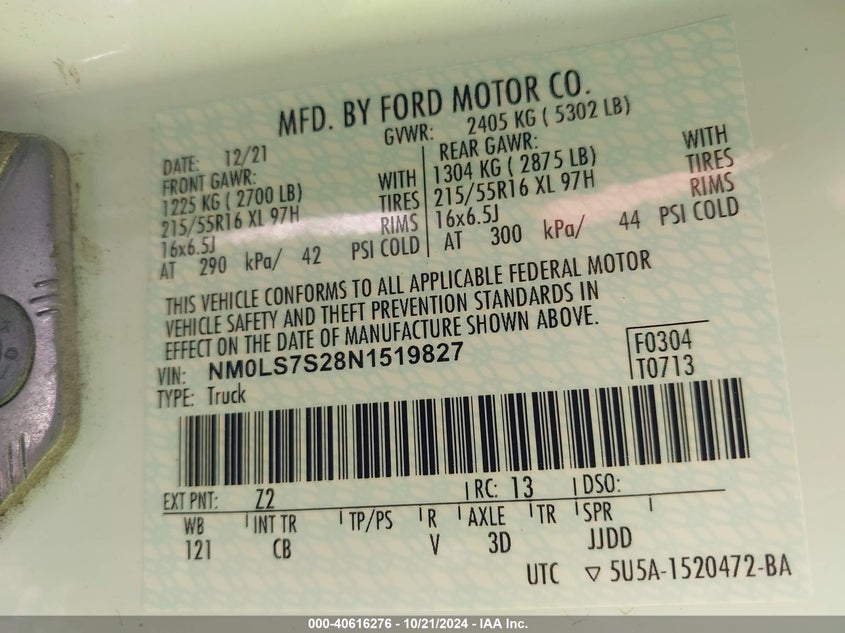 MFD. BY FORD MOTOR CO.
DATE: 12/21 GVWR: 2405 KG ( 5302 LB)
FRONT GAWR: REAR GAWR:
1225 KG ( 2700 LB) WITH 1304 KG ( 2875 LB) WITH
215/55R16 XL 97H TIRES 215/55R16 XL 97H TIRES
16x6.5J RIMS 16x6.5J RIMS
AT 290 kPa/ 42 PSI COLD AT 300 kPa/ 44 PSI COLD
THIS VEHICLE CONFORMS TO ALL APPLICABLE FEDERAL MOTOR
VEHICLE SAFETY AND THEFT PREVENTION STANDARDS IN
EFFECT ON THE DATE OF MANUFACTURE SHOWN ABOVE.
VIN: NM0LS7S28N1519827 F0304
TYPE: Truck T0713
EXT PNT: Z2 RC: 13 DSO:
WB INT TR TP/PS R AXLE TR SPR
121 CB V 3D JJDD
UTC ▽ 5U5A-1520472-BA
000-40616276 - 10/21/2024 - IAA Inc.